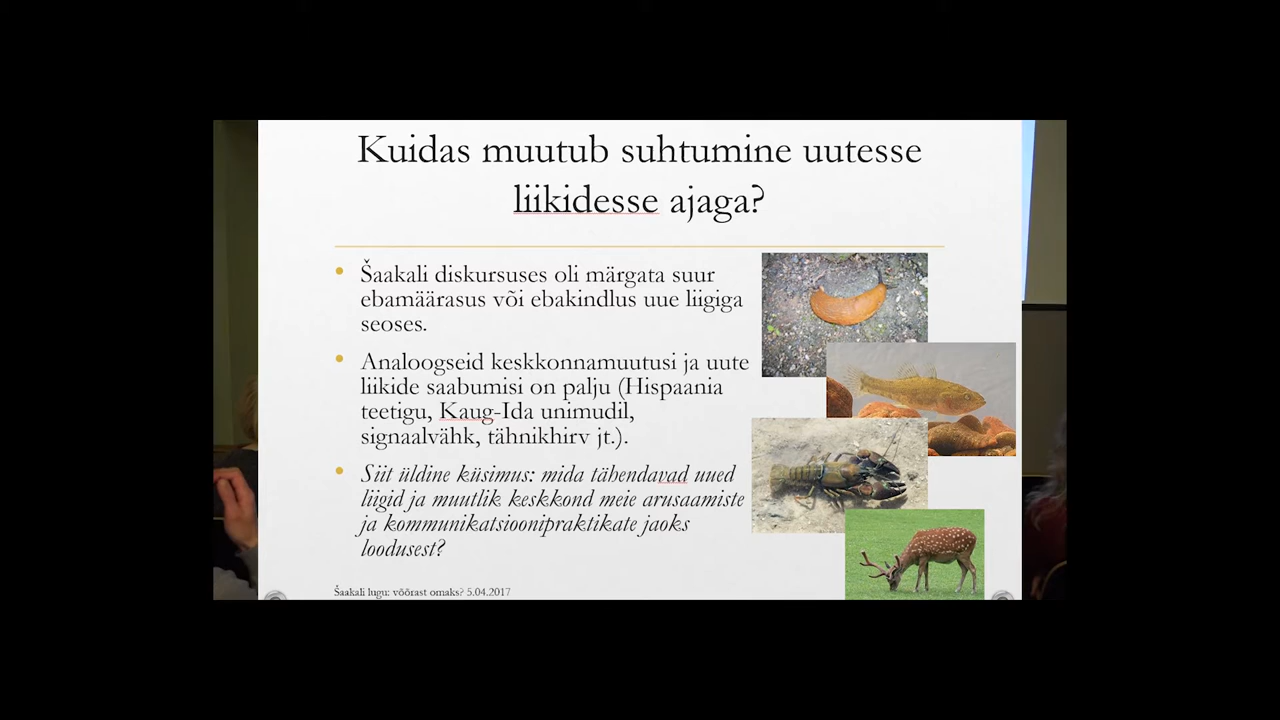 Kuidas muutub suhtumine uutesse
liikidesse ajaga?
• Šaakali diskursuses oli märgata suur
ebamäärasus või ebakindlus uue liigiga
seoses.
• Analoogseid keskkonnamuutusi ja uute
liikide saabumisi on palju (Hispaania
teetigu, Kaug-Ida unimudil,
signaalvähk, tähnikhirv jt.).
• Siit üldine küsimus: mida tähendavad uued
liigid ja muutlik keskkond meie arusaamiste
ja kommunikatsioonipraktikate jaoks
loodusest?
Šaakali lugu: võõrast omaks? 5.04.2017